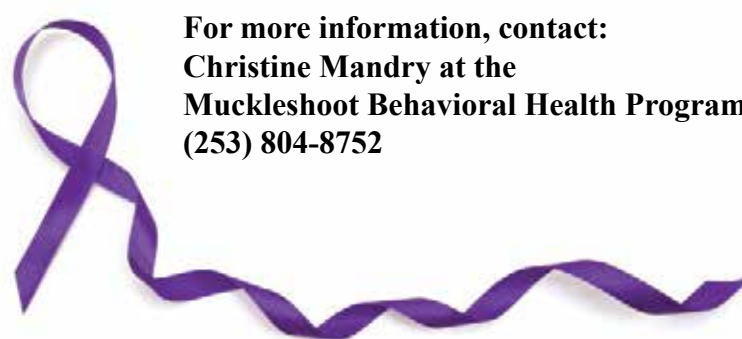 For more information, contact:
Christine Mandry at the
Muckleshoot Behavioral Health Program
(253) 804-8752